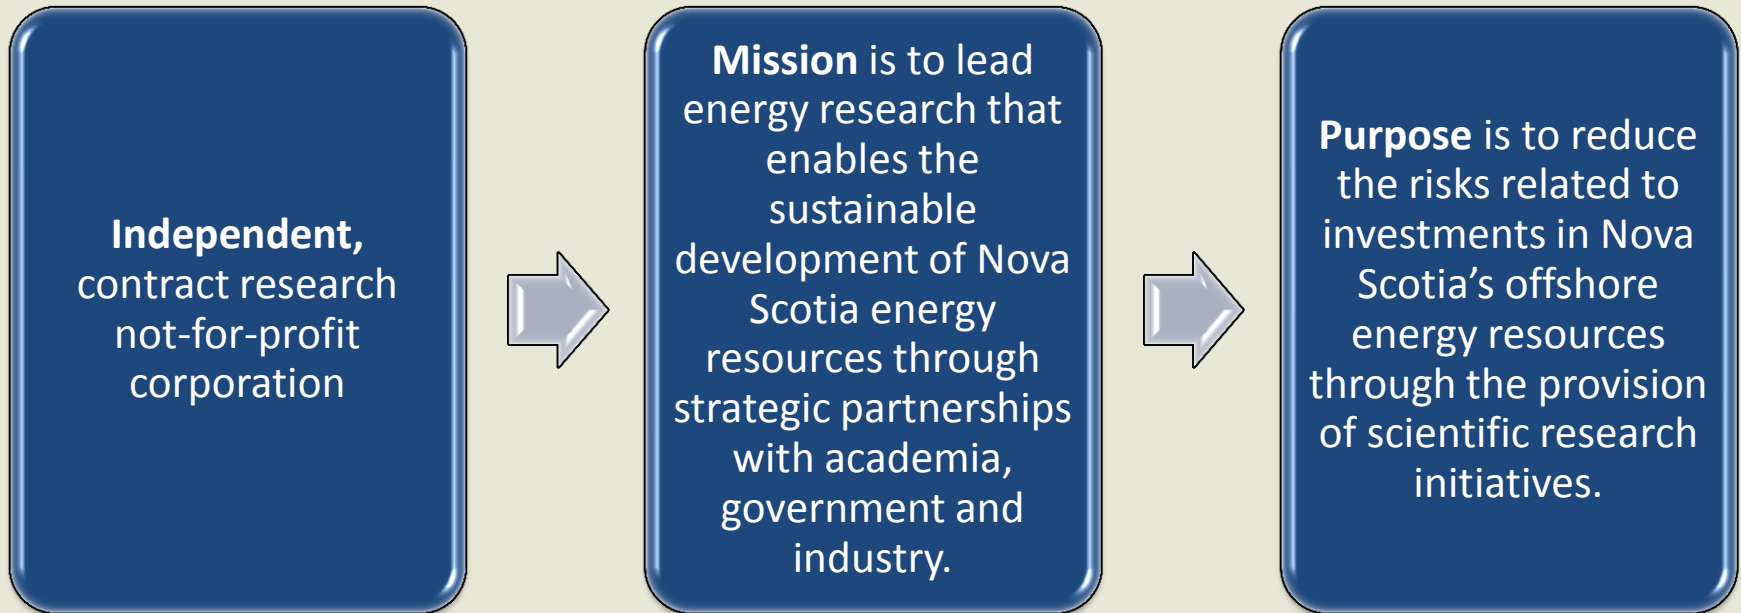 Independent,
contract research
not-for-profit
corporation
Mission is to lead
energy research that
enables the
sustainable
development of Nova
Scotia energy
resources through
strategic partnerships
with academia,
government and
industry.
Purpose is to reduce
the risks related to
investments in Nova
Scotia’s offshore
energy resources
through the provision
of scientific research
initiatives.